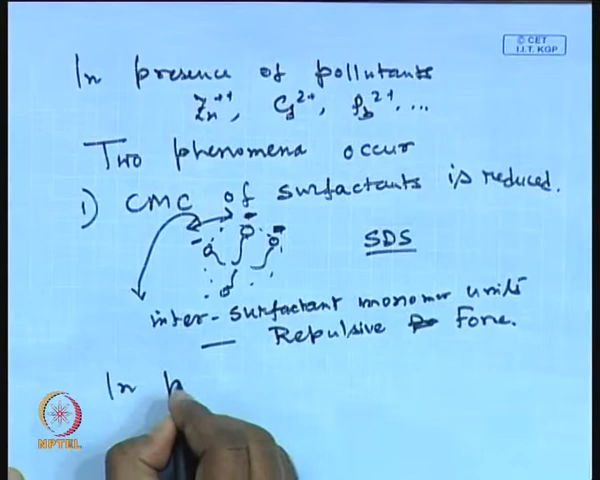 © CET
I.I.T. KGP
In presence of pollutants
Zn++, Cd2+, Pb2+ ....
Two phenomena occur
1) CMC of surfactants is reduced.
SDS
inter-surfactant monomer units
— Repulsive Force.
In p
NPTEL